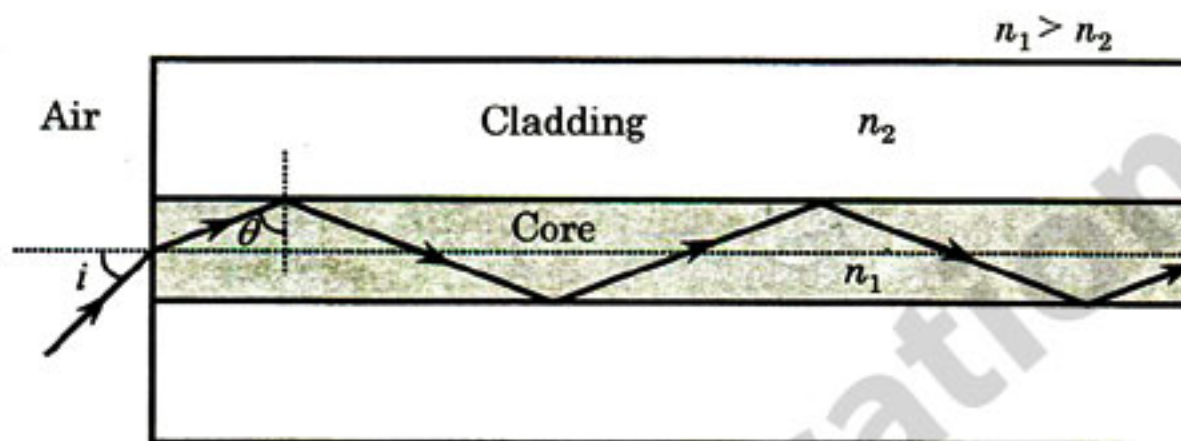 n₁ > n₂
Air
Cladding n₂
θ
Core
i
n₁